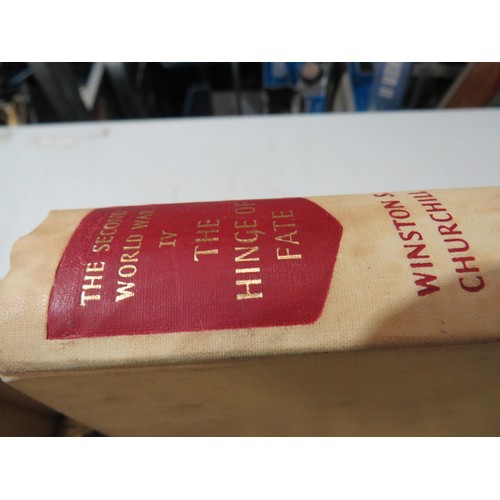 THE SECOND
WORLD WAR
IV
THE
HINGE OF
FATE
WINSTON S
CHURCHILL